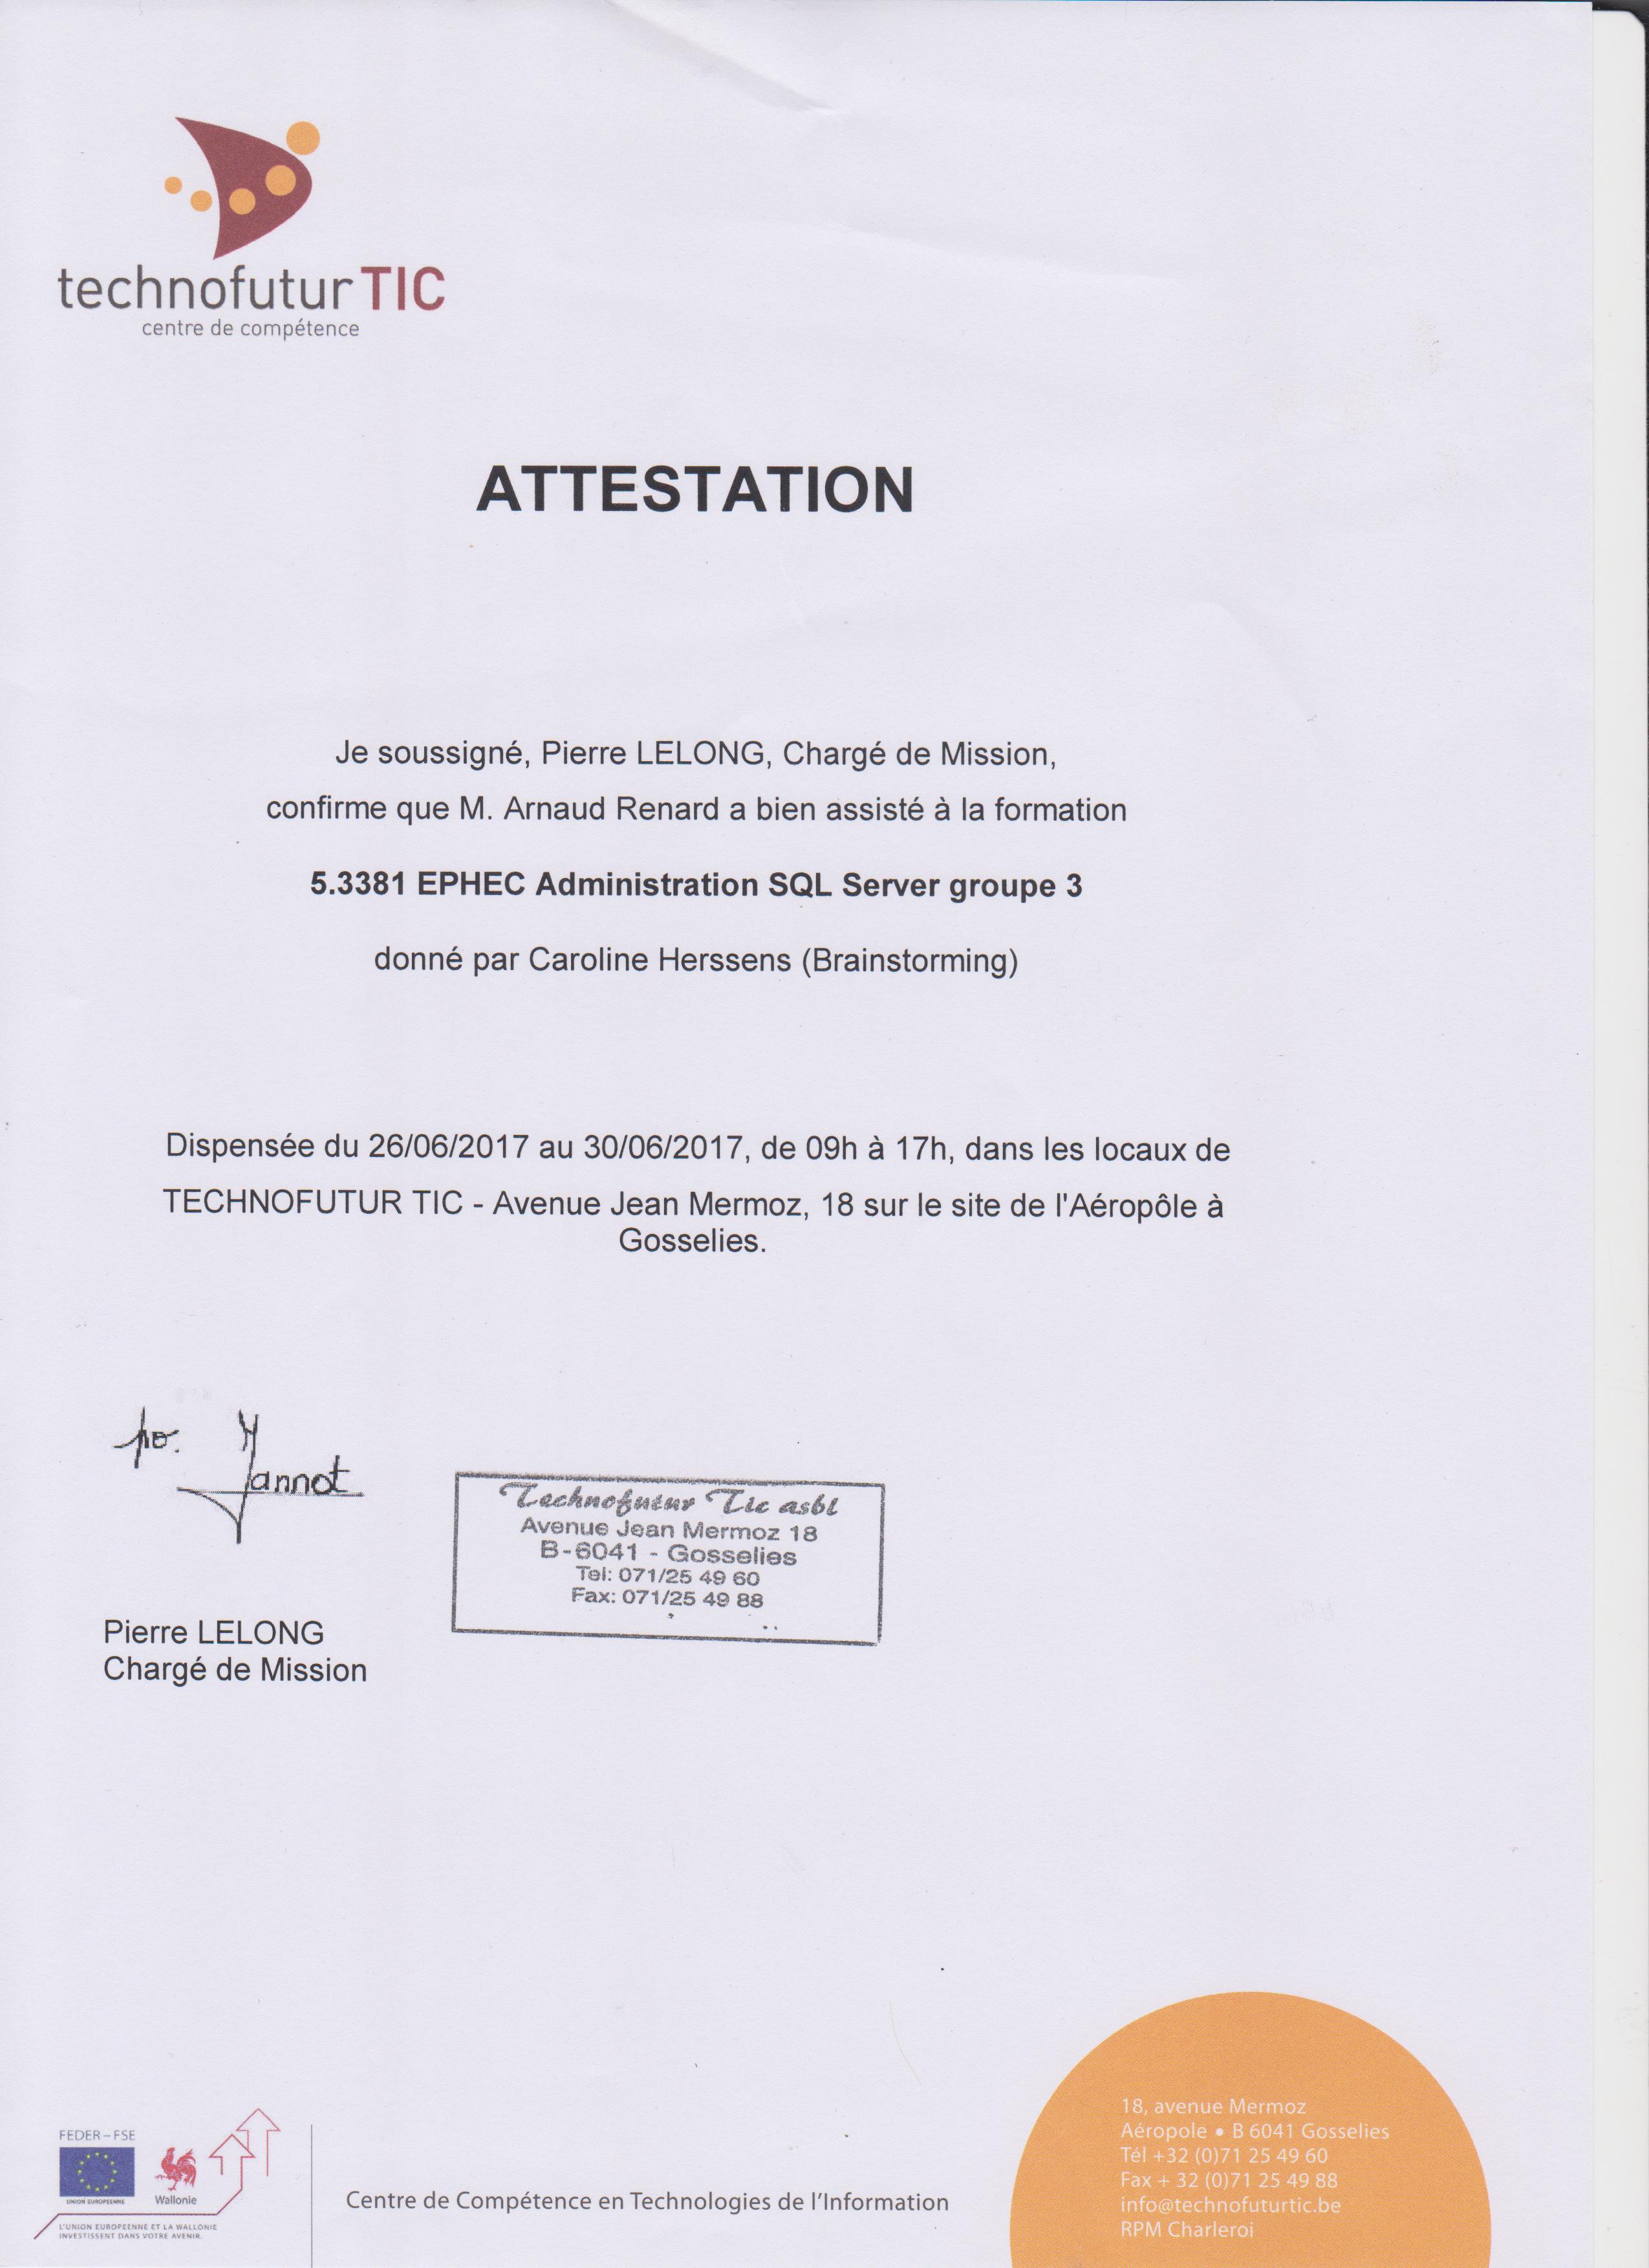 technofutur TIC
centre de compétence
ATTESTATION
Je soussigné, Pierre LELONG, Chargé de Mission,
confirme que M. Arnaud Renard a bien assisté à la formation
5.3381 EPHEC Administration SQL Server groupe 3
donné par Caroline Herssens (Brainstorming)
Dispensée du 26/06/2017 au 30/06/2017, de 09h à 17h, dans les locaux de
TECHNOFUTUR TIC - Avenue Jean Mermoz, 18 sur le site de l'Aéropôle à
Gosselies.
po. Jannot
Technofutur Tic asbl
Avenue Jean Mermoz 18
B-6041 - Gosselies
Tel: 071/25 49 60
Fax: 071/25 49 88
Pierre LELONG
Chargé de Mission
FEDER – FSE
UNION EUROPEENNE
Wallonie
L'UNION EUROPEENNE ET LA WALLONIE
INVESTISSENT DANS VOTRE AVENIR.
Centre de Compétence en Technologies de l'Information
18, avenue Mermoz
Aéropole • B 6041 Gosselies
Tél +32 (0)71 25 49 60
Fax + 32 (0)71 25 49 88
info@technofuturtic.be
RPM Charleroi